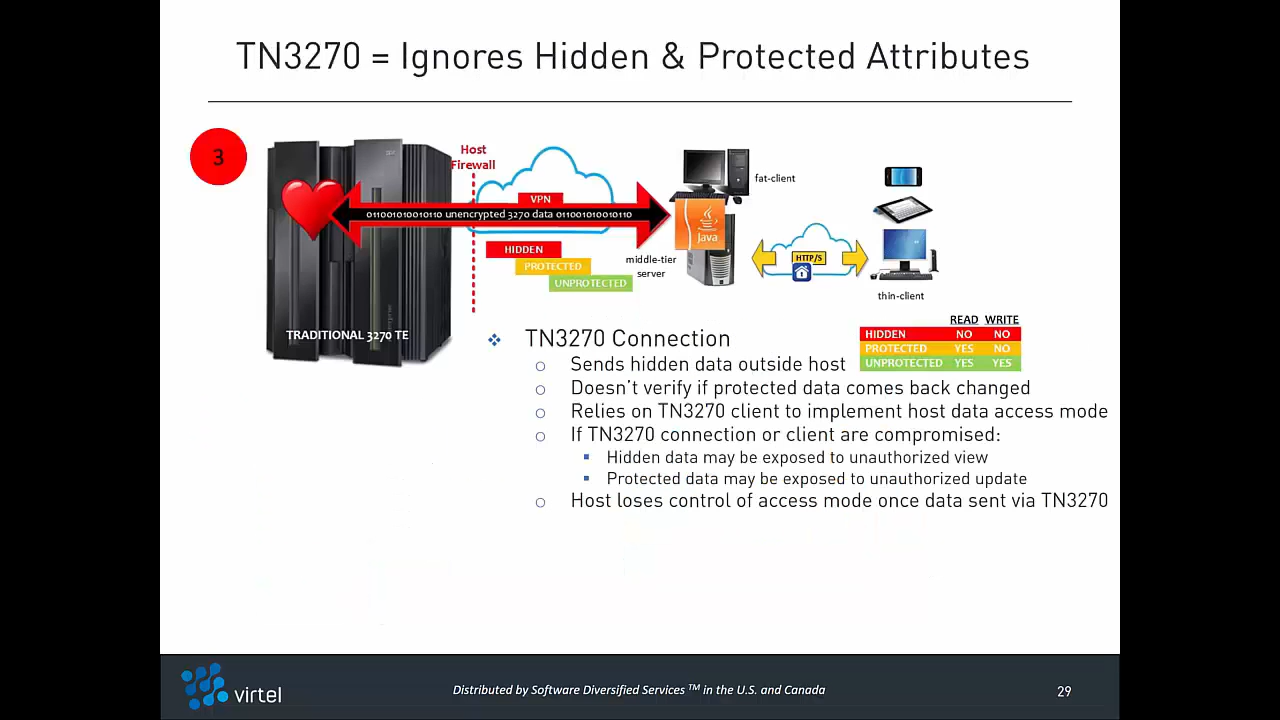 TN3270 = Ignores Hidden & Protected Attributes
3
Host
Firewall
VPN
011001010010110 unencrypted 3270 data 011001010010110
HIDDEN
PROTECTED
UNPROTECTED
TRADITIONAL 3270 TE
fat-client
Java
middle-tier
server
HTTP/S
thin-client
READ WRITE
HIDDEN NO NO
PROTECTED YES NO
UNPROTECTED YES YES
TN3270 Connection
Sends hidden data outside host
Doesn't verify if protected data comes back changed
Relies on TN3270 client to implement host data access mode
If TN3270 connection or client are compromised:
Hidden data may be exposed to unauthorized view
Protected data may be exposed to unauthorized update
Host loses control of access mode once data sent via TN3270
virtel
Distributed by Software Diversified Services TM in the U.S. and Canada
29